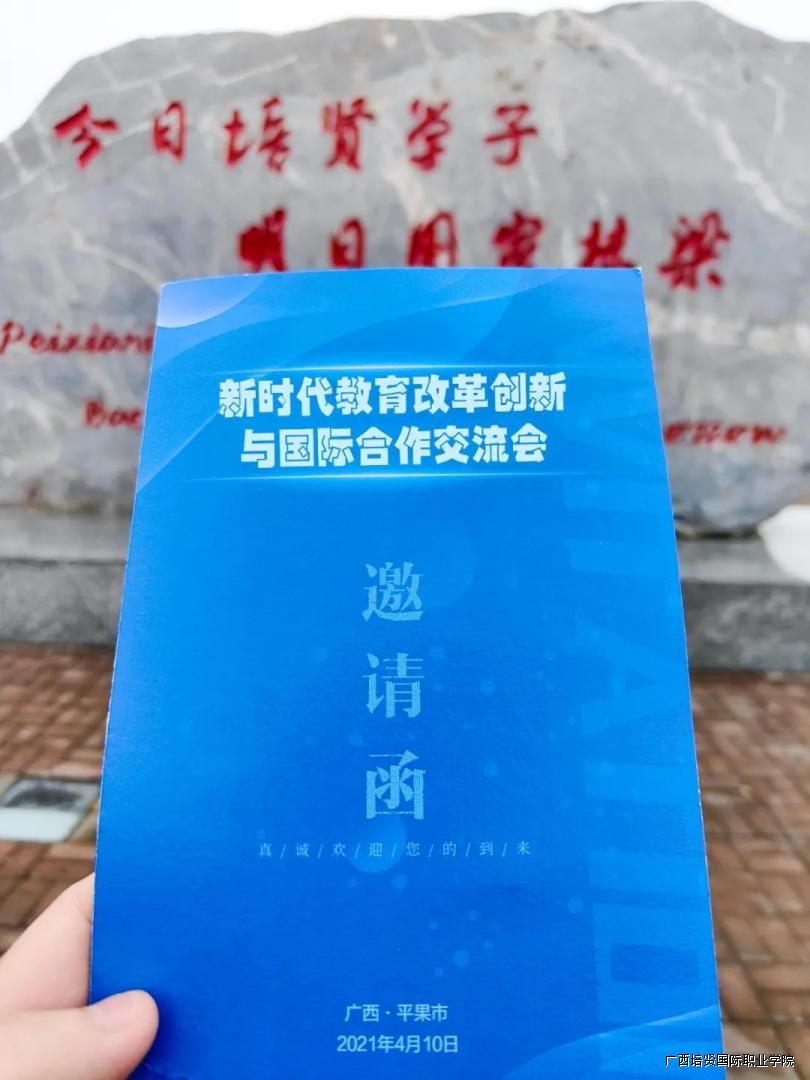 今日培贤学子
明日国家栋梁
Peixian
新时代教育改革创新
与国际合作交流会
邀
请
函
真/诚/欢/迎/您/的/到/来
广西·平果市
2021年4月10日
广西培贤国际职业学院